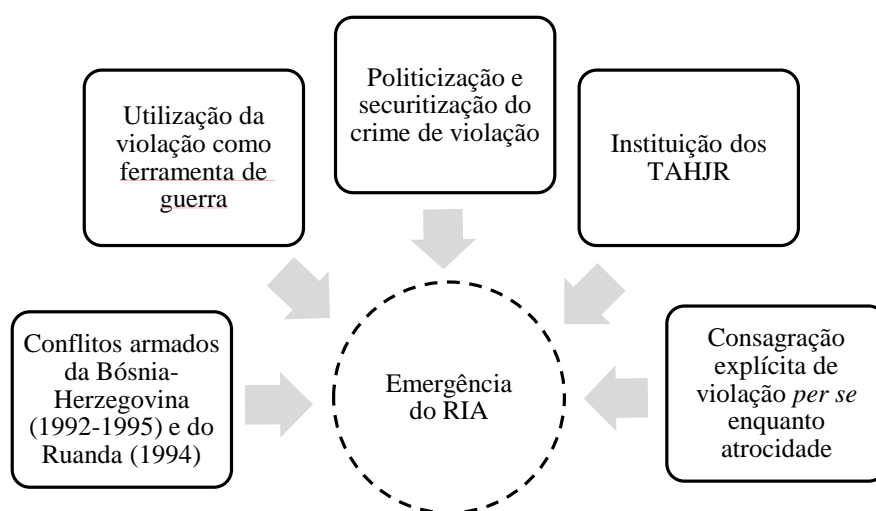 Conflitos armados
da Bósnia-
Herzegovina
(1992-1995) e do
Ruanda (1994)
Utilização da
violação como
ferramenta de
guerra
Politicização e
securitização do
crime de violação
Instituição dos
TAHJR
Consagração
explícita de
violação per se
enquanto
atrocidade
Emergência
do RIA